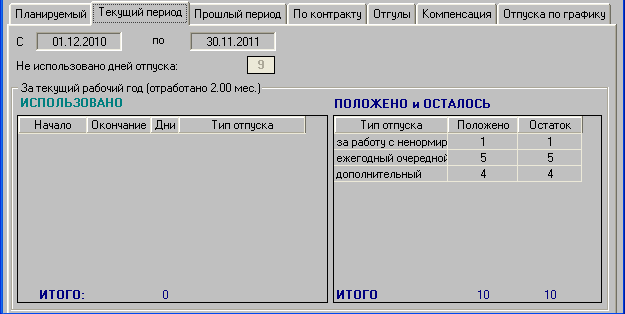 Планируемый Текущий период Прошлый период По контракту Отгулы Компенсация Отпуска по графику
С 01.12.2010 по 30.11.2011
Не использовано дней отпуска: 9
За текущий рабочий год (отработано 2.00 мес.)
ИСПОЛЬЗОВАНО
Начало Окончание Дни Тип отпуска
ИТОГО: 0
ПОЛОЖЕНО и ОСТАЛОСЬ
Тип отпуска Положено Остаток
за работу с ненормир 1 1
ежегодный очередной 5 5
дополнительный 4 4
ИТОГО 10 10